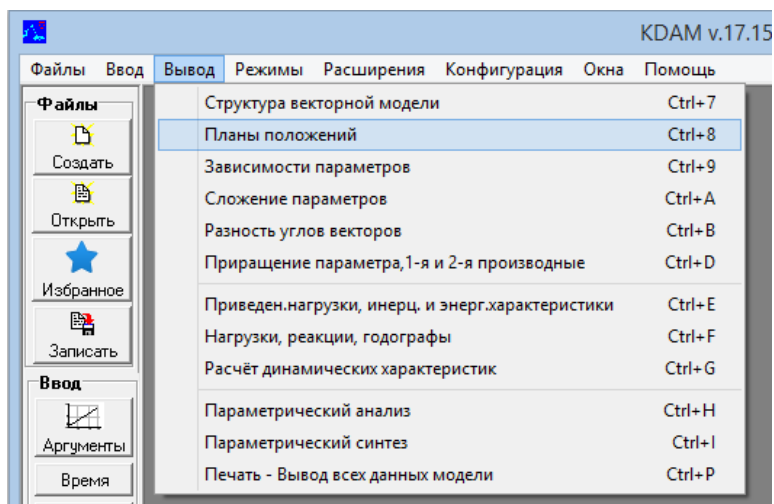 KDAM v.17.15
Файлы Ввод Вывод Режимы Расширения Конфигурация Окна Помощь
Файлы
Создать
Открыть
Избранное
Записать
Ввод
Аргументы
Время
Структура векторной модели Ctrl+7
Планы положений Ctrl+8
Зависимости параметров Ctrl+9
Сложение параметров Ctrl+A
Разность углов векторов Ctrl+B
Приращение параметра,1-я и 2-я производные Ctrl+D
Приведен.нагрузки, инерц. и энерг.характеристики Ctrl+E
Нагрузки, реакции, годографы Ctrl+F
Расчёт динамических характеристик Ctrl+G
Параметрический анализ Ctrl+H
Параметрический синтез Ctrl+I
Печать - Вывод всех данных модели Ctrl+P